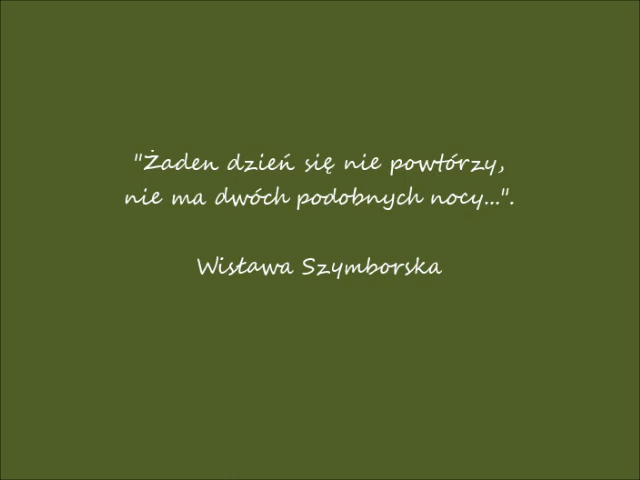 "Żaden dzień się nie powtórzy,
nie ma dwóch podobnych nocy...".
Wisława Szymborska